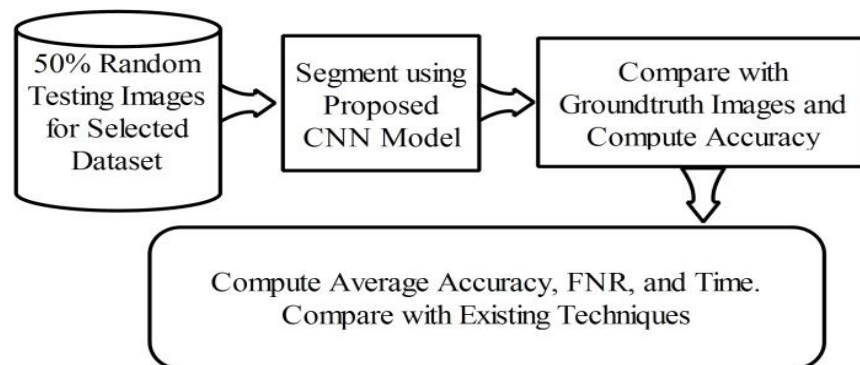 50% Random
Testing Images
for Selected
Dataset
Segment using
Proposed
CNN Model
Compare with
Groundtruth Images and
Compute Accuracy
Compute Average Accuracy, FNR, and Time.
Compare with Existing Techniques